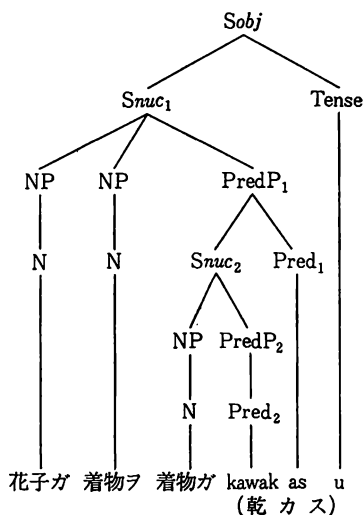 Sobj
Snuc₁ Tense
NP NP PredP₁
N N Snuc₂ Pred₁
NP PredP₂
N Pred₂
花子ガ 着物ヲ 着物ガ kawak as u
(乾 カ ス)